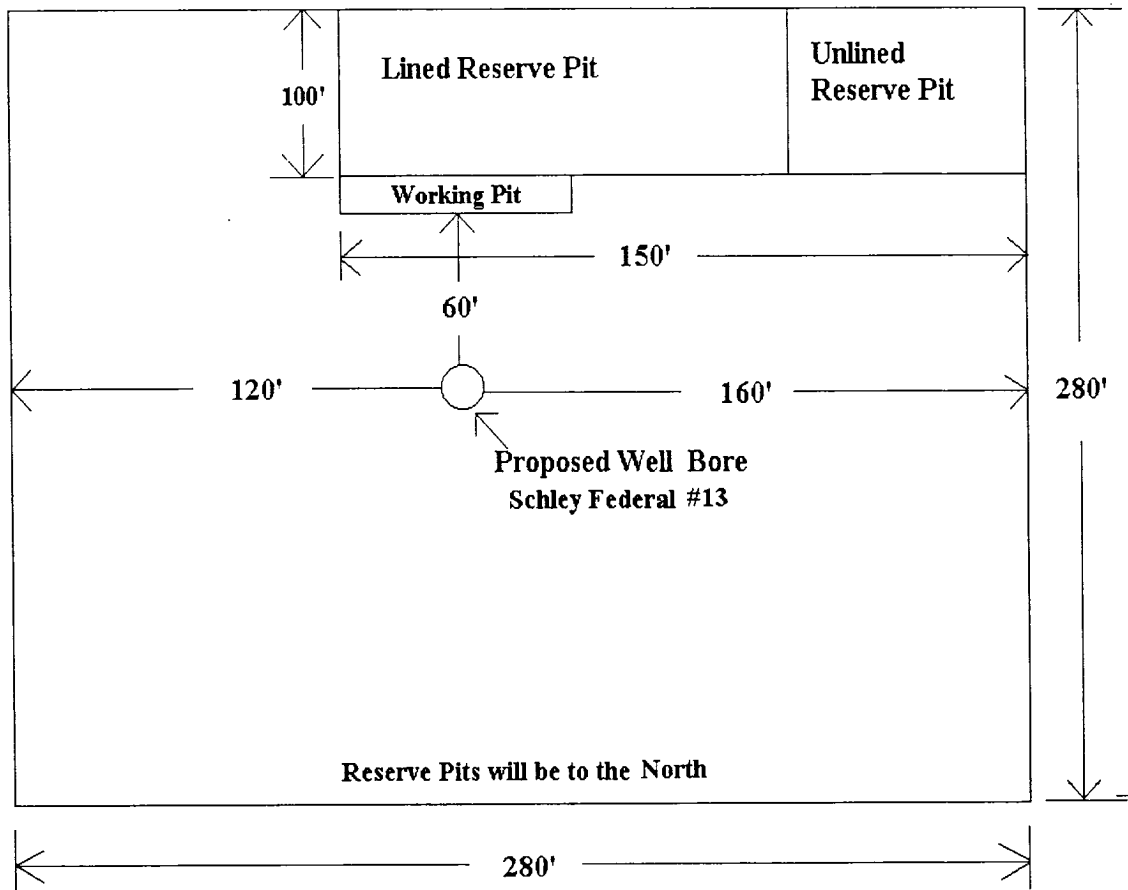 Lined Reserve Pit
Unlined
Reserve Pit
100'
Working Pit
150'
60'
120'
160'
280'
Proposed Well Bore
Schley Federal #13
Reserve Pits will be to the North
280'